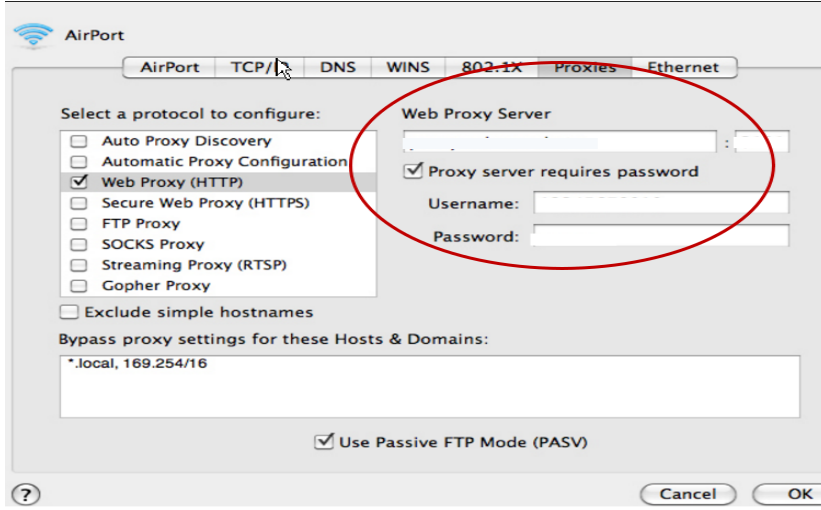 AirPort
AirPort TCP/IP DNS WINS 802.1X Proxies Ethernet
Select a protocol to configure:
Auto Proxy Discovery
Automatic Proxy Configuration
Web Proxy (HTTP)
Secure Web Proxy (HTTPS)
FTP Proxy
SOCKS Proxy
Streaming Proxy (RTSP)
Gopher Proxy
Exclude simple hostnames
Web Proxy Server
:
Proxy server requires password
Username:
Password:
Bypass proxy settings for these Hosts & Domains:
*.local, 169.254/16
Use Passive FTP Mode (PASV)
? Cancel OK